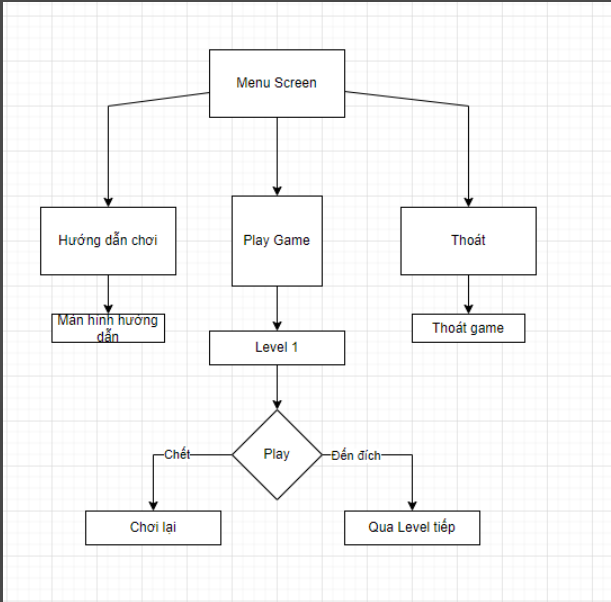 Menu Screen
Hướng dẫn chơi
Play Game
Thoát
Màn hình hướng
dẫn
Thoát game
Level 1
Chết
Play
Đến đích
Chơi lại
Qua Level tiếp